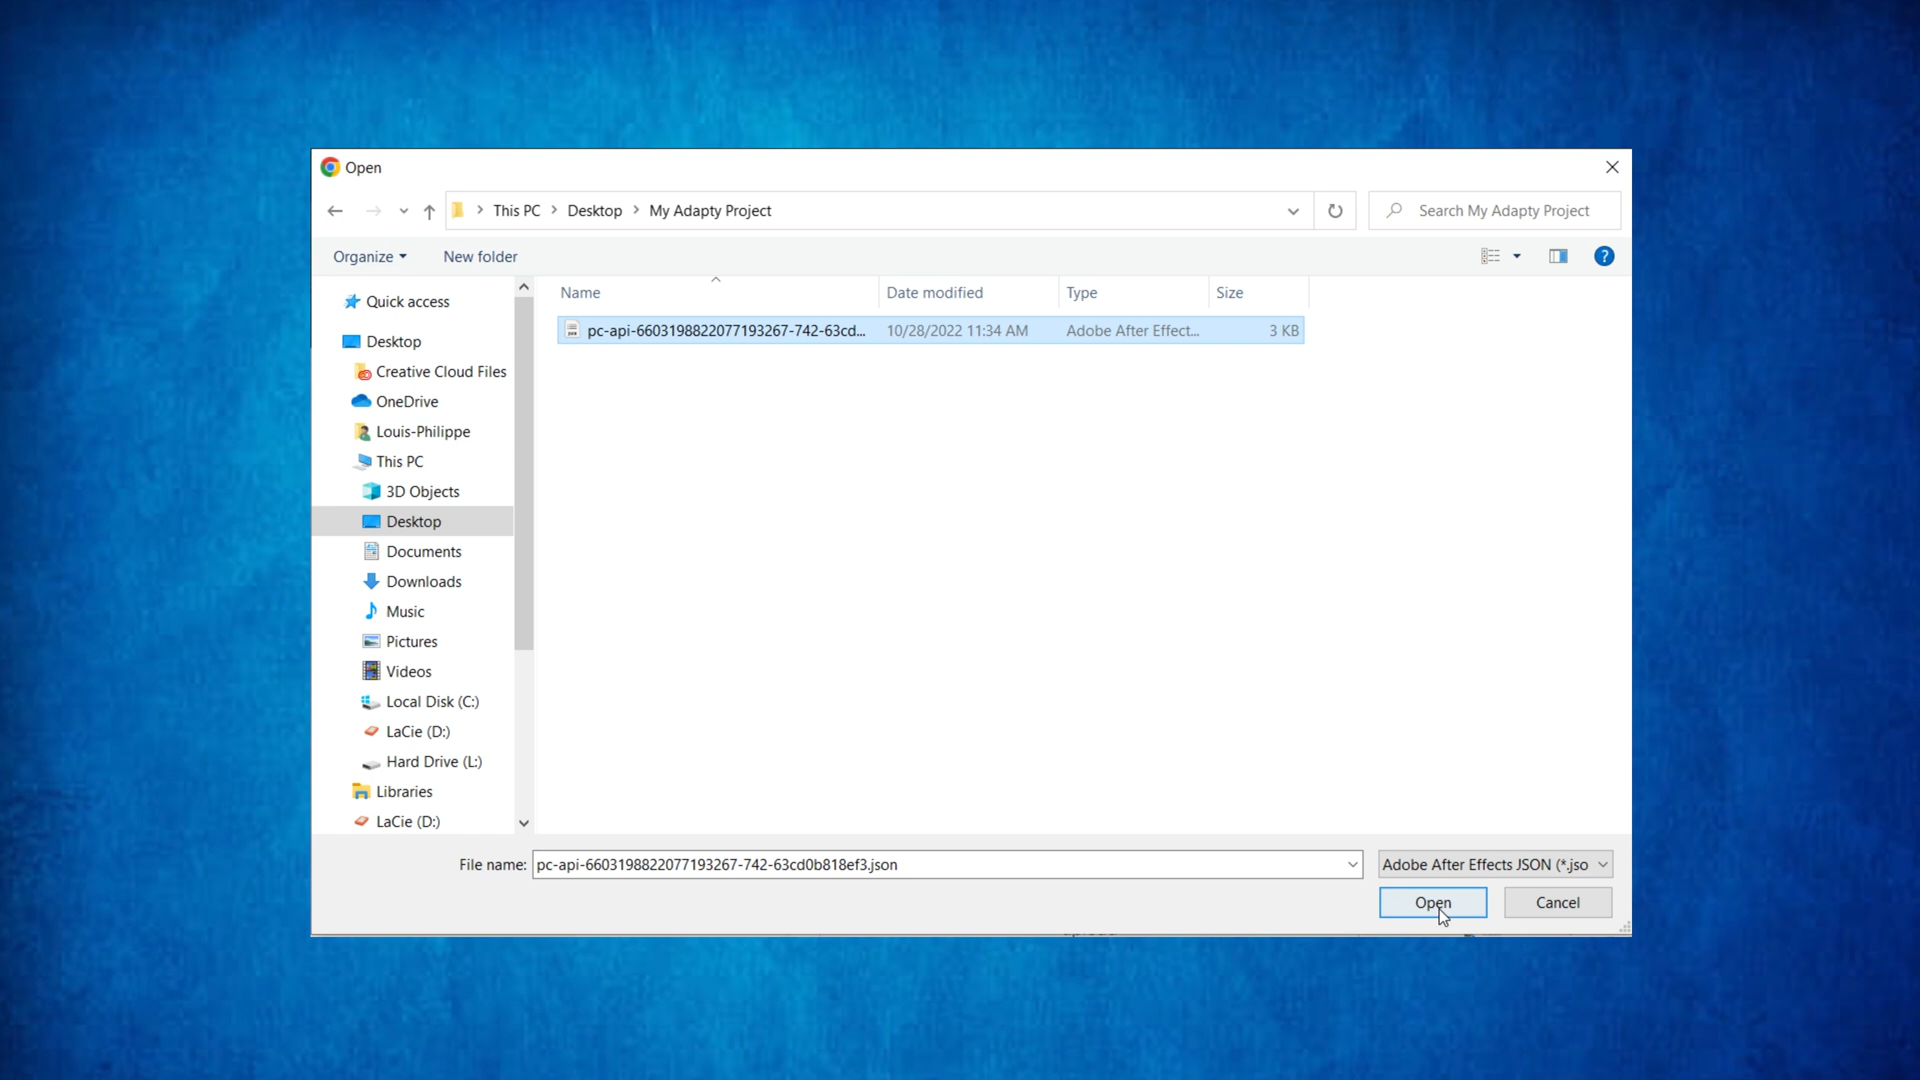 Open
This PC > Desktop > My Adapty Project
Search My Adapty Project
Organize
New folder
?
Name
Date modified
Type
Size
pc-api-6603198822077193267-742-63cd...
10/28/2022 11:34 AM
Adobe After Effect...
3 KB
Quick access
Desktop
Creative Cloud Files
OneDrive
Louis-Philippe
This PC
3D Objects
Desktop
Documents
Downloads
Music
Pictures
Videos
Local Disk (C:)
LaCie (D:)
Hard Drive (L:)
Libraries
LaCie (D:)
File name:
pc-api-6603198822077193267-742-63cd0b818ef3.json
Adobe After Effects JSON (*.jso
Open
Cancel